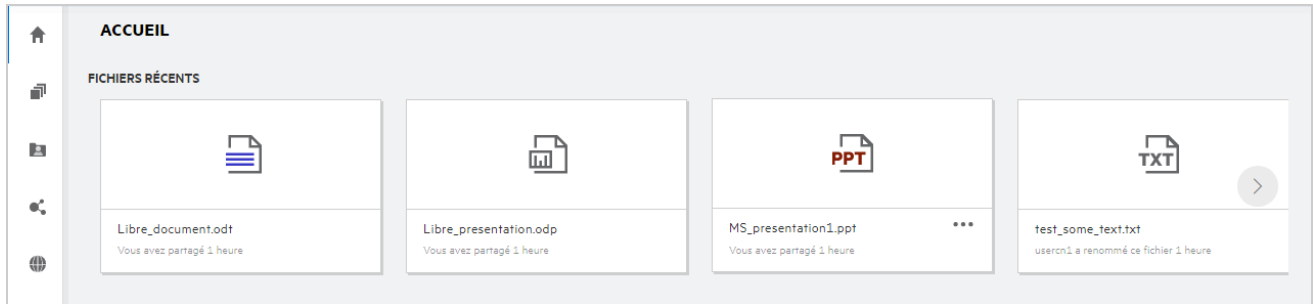 ACCUEIL
FICHIERS RÉCENTS
PPT
TXT
Libre_document.odt
Vous avez partagé 1 heure
Libre_presentation.odp
Vous avez partagé 1 heure
MS_presentation1.ppt
Vous avez partagé 1 heure
test_some_text.txt
usercn1 a renommé ce fichier 1 heure